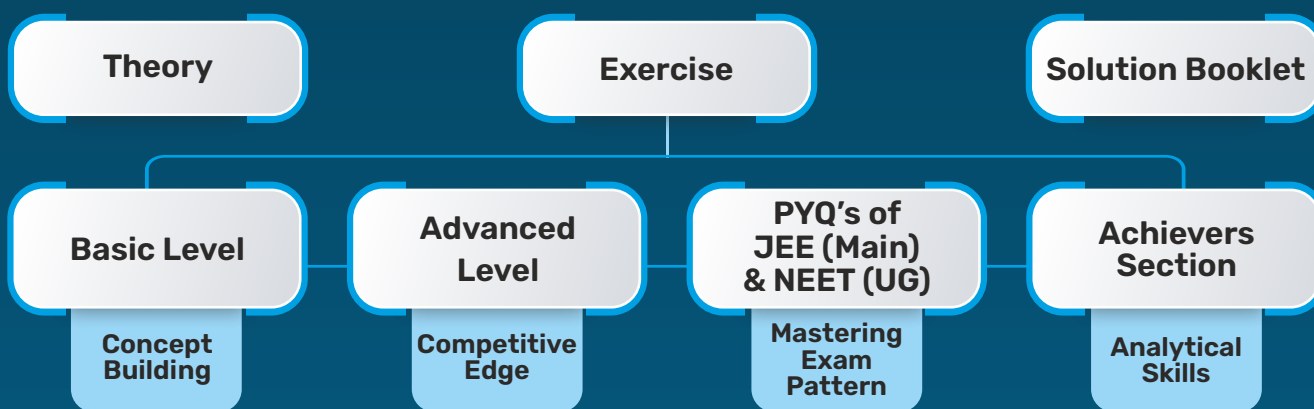 Theory
Exercise
Solution Booklet
Basic Level
Advanced
Level
PYQ’s of
JEE (Main)
& NEET (UG)
Achievers
Section
Concept
Building
Competitive
Edge
Mastering
Exam
Pattern
Analytical
Skills